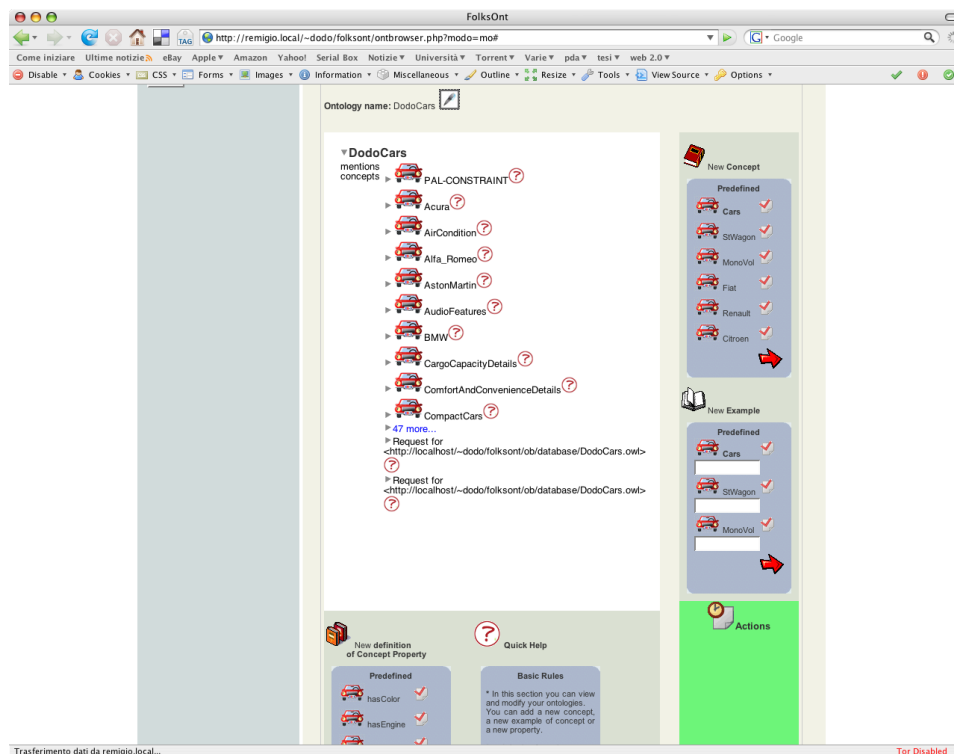 FolksOnt
TAG
http://remigio.local/~dodo/folksont/ontbrowser.php?modo=mo#
G Google
Come iniziare Ultime notizie eBay Apple Amazon Yahoo! Serial Box Notizie Università Torrent Varie pda tesi web 2.0
Disable Cookies CSS Forms Images Information Miscellaneous Outline Resize Tools View Source Options
Ontology name: DodoCars
DodoCars
mentions
concepts
PAL-CONSTRAINT ?
Acura ?
AirCondition ?
Alfa_Romeo ?
AstonMartin ?
AudioFeatures ?
BMW ?
CargoCapacityDetails ?
ComfortAndConvenienceDetails ?
CompactCars ?
47 more...
Request for
<http://localhost/~dodo/folksont/ob/database/DodoCars.owl>
?
Request for
<http://localhost/~dodo/folksont/ob/database/DodoCars.owl>
?
New Concept
Predefined
Cars
StWagon
MonoVol
Fiat
Renault
Citroen
New Example
Predefined
Cars
StWagon
MonoVol
Actions
New definition
of Concept Property
Predefined
hasColor
hasEngine
? Quick Help
Basic Rules
* In this section you can view
and modify your ontologies.
You can add a new concept,
a new example of concept or
a new property.
Trasferimento dati da remigio.local...
Tor Disabled